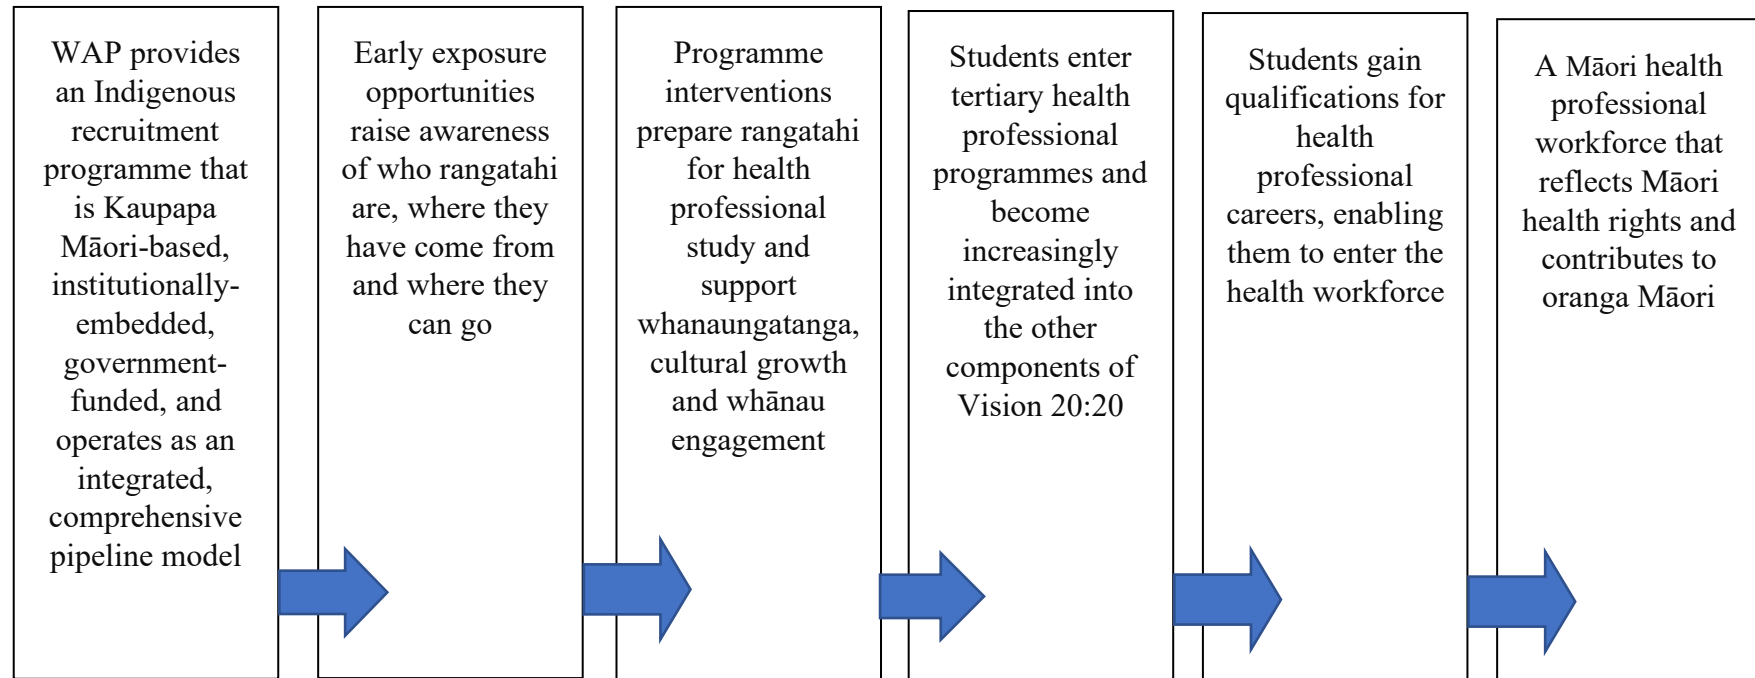 WAP provides
an Indigenous
recruitment
programme that
is Kaupapa
Māori-based,
institutionally-
embedded,
government-
funded, and
operates as an
integrated,
comprehensive
pipeline model
Early exposure
opportunities
raise awareness
of who rangatahi
are, where they
have come from
and where they
can go
Programme
interventions
prepare rangatahi
for health
professional
study and
support
whanaungatanga,
cultural growth
and whānau
engagement
Students enter
tertiary health
professional
programmes and
become
increasingly
integrated into
the other
components of
Vision 20:20
Students gain
qualifications for
health
professional
careers, enabling
them to enter the
health workforce
A Māori health
professional
workforce that
reflects Māori
health rights and
contributes to
oranga Māori